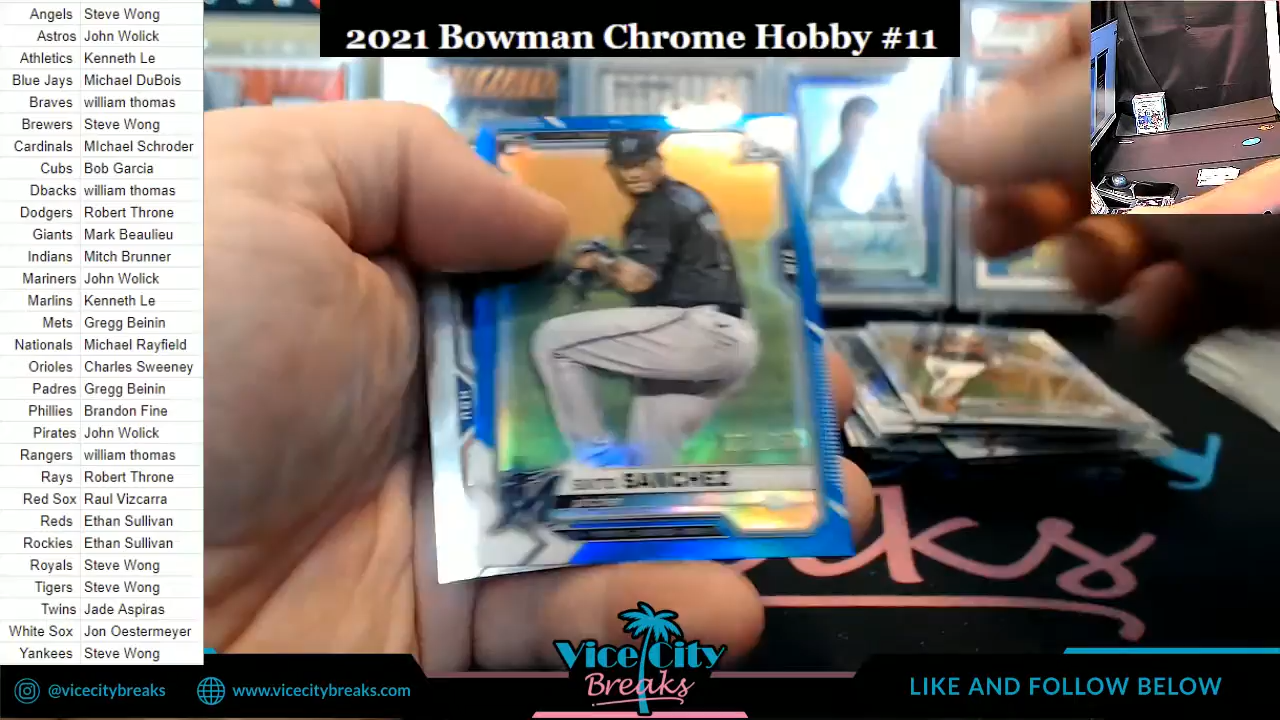 2021 Bowman Chrome Hobby #11
Angels Steve Wong
Astros John Wolick
Athletics Kenneth Le
Blue Jays Michael DuBois
Braves william thomas
Brewers Steve Wong
Cardinals MIchael Schroder
Cubs Bob Garcia
Dbacks william thomas
Dodgers Robert Throne
Giants Mark Beaulieu
Indians Mitch Brunner
Mariners John Wolick
Marlins Kenneth Le
Mets Gregg Beinin
Nationals Michael Rayfield
Orioles Charles Sweeney
Padres Gregg Beinin
Phillies Brandon Fine
Pirates John Wolick
Rangers william thomas
Rays Robert Throne
Red Sox Raul Vizcarra
Reds Ethan Sullivan
Rockies Ethan Sullivan
Royals Steve Wong
Tigers Steve Wong
Twins Jade Aspiras
White Sox Jon Oestermeyer
Yankees Steve Wong
SANCHEZ
Vice City
Breaks
@vicecitybreaks
www.vicecitybreaks.com
LIKE AND FOLLOW BELOW